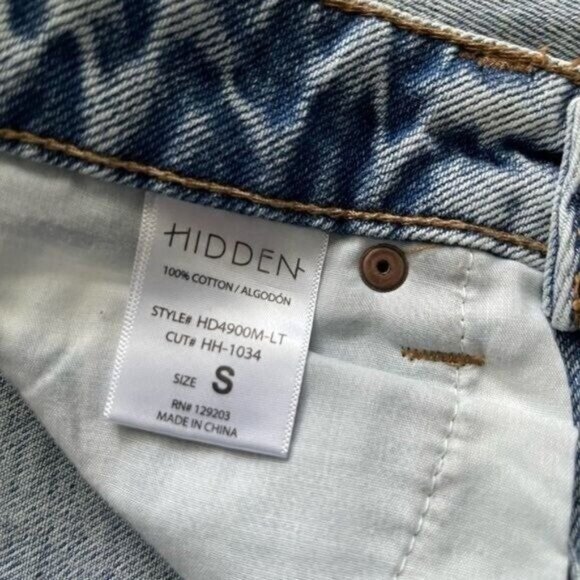 HIDDEN
100% COTTON / ALGODÓN
STYLE# HD4900M-LT
CUT# HH-1034
SIZE S
RN# 129203
MADE IN CHINA